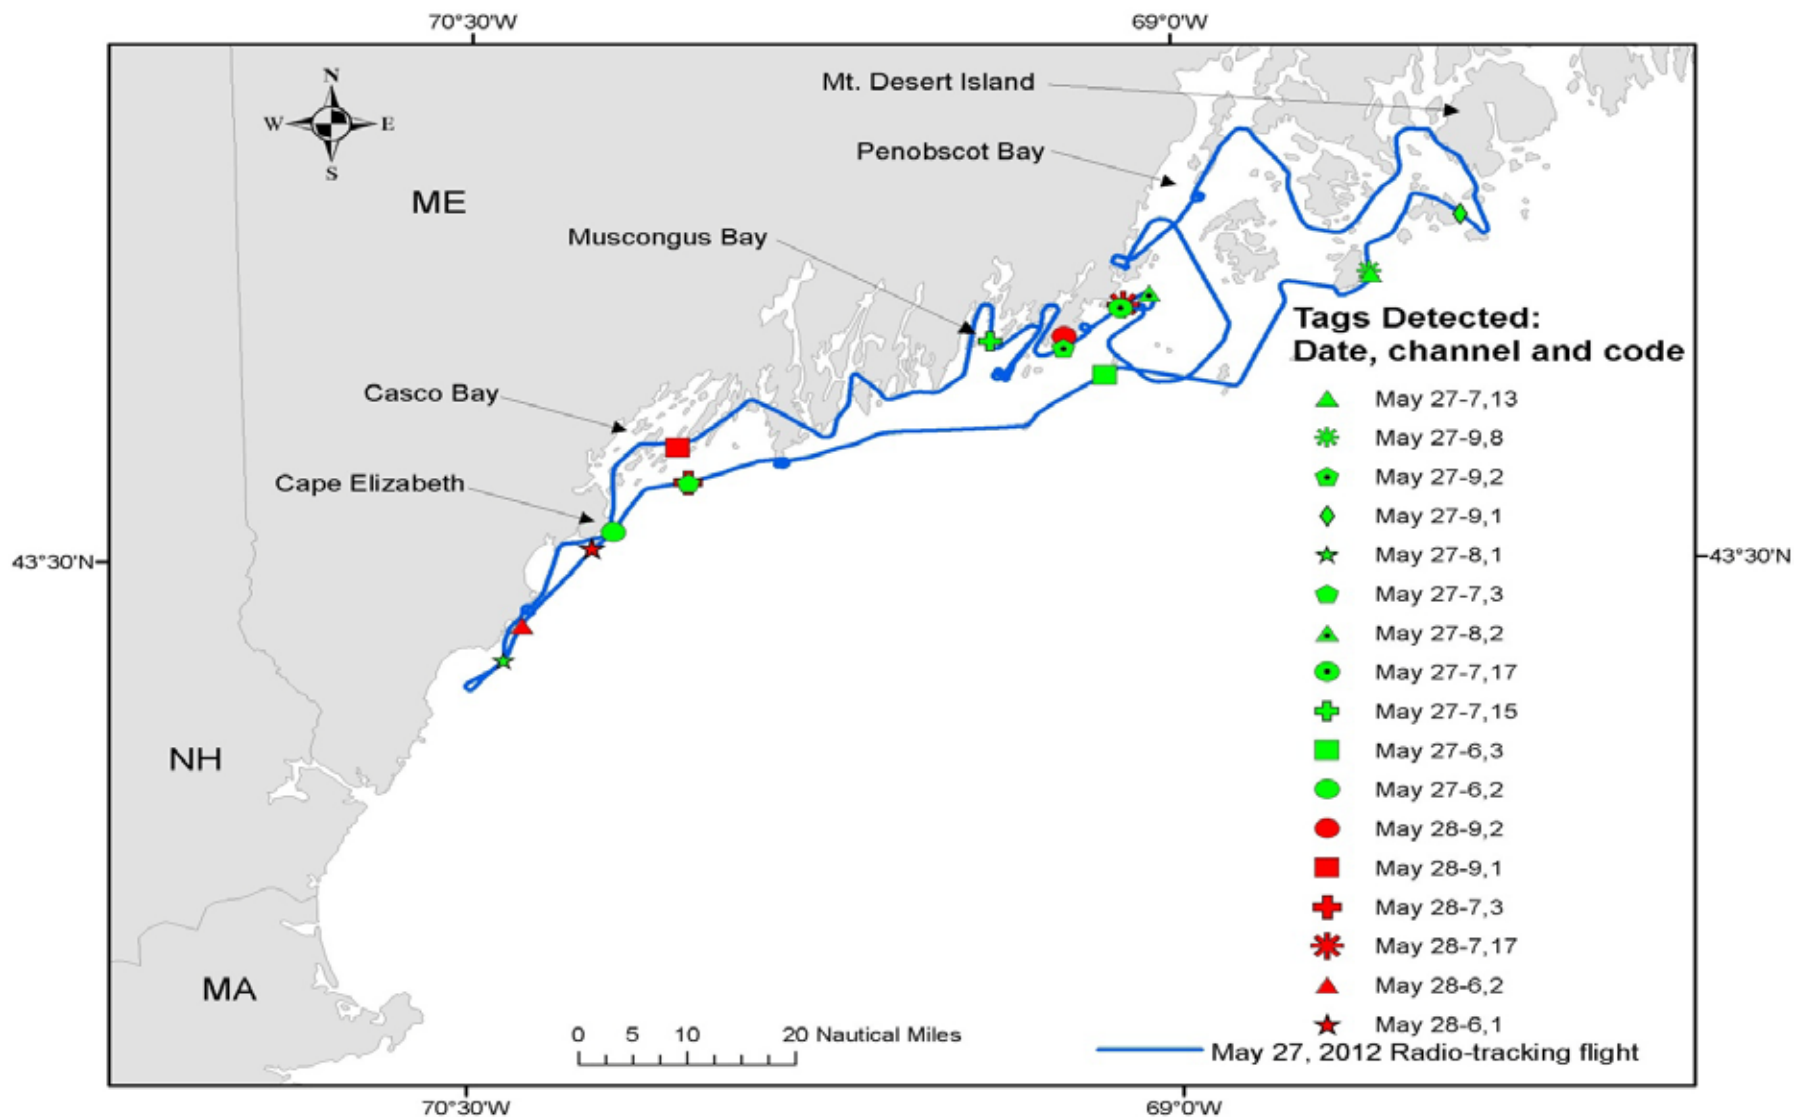 70°30'W 69°0'W
N
W E
S
Mt. Desert Island
Penobscot Bay
ME
Muscongus Bay
Casco Bay
Cape Elizabeth
43°30'N 43°30'N
NH
MA
Tags Detected:
Date, channel and code
May 27-7,13
May 27-9,8
May 27-9,2
May 27-9,1
May 27-8,1
May 27-7,3
May 27-8,2
May 27-7,17
May 27-7,15
May 27-6,3
May 27-6,2
May 28-9,2
May 28-9,1
May 28-7,3
May 28-7,17
May 28-6,2
May 28-6,1
0 5 10 20 Nautical Miles
May 27, 2012 Radio-tracking flight
70°30'W 69°0'W